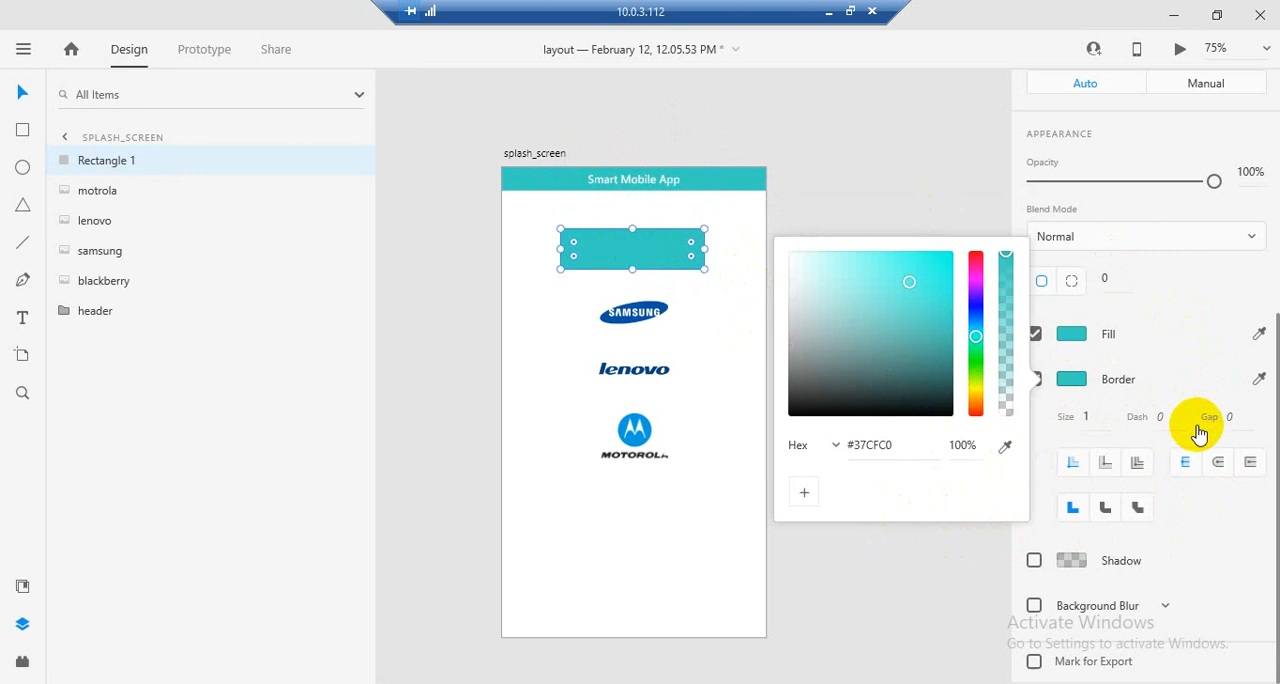 10.0.3.112
Design
Prototype
Share
layout — February 12, 12.05.53 PM *
75%
All Items
SPLASH_SCREEN
Rectangle 1
motrola
lenovo
samsung
blackberry
header
splash_screen
Smart Mobile App
SAMSUNG
lenovo
MOTOROLA
Hex
#37CFC0
100%
Auto
Manual
APPEARANCE
Opacity
100%
Blend Mode
Normal
0
Fill
Border
Size 1
Dash 0
Gap 0
Shadow
Background Blur
Activate Windows
Go to Settings to activate Windows.
Mark for Export